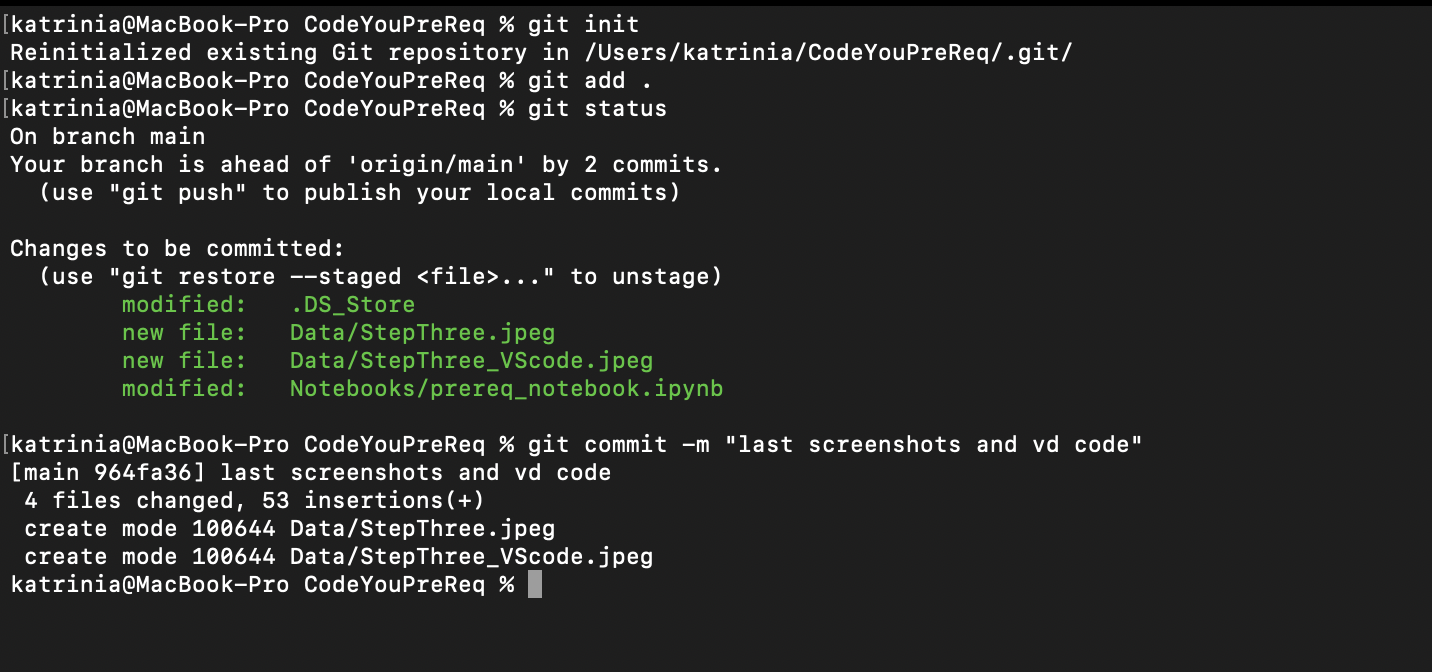 [katrinia@MacBook-Pro CodeYouPreReq % git init
Reinitialized existing Git repository in /Users/katrinia/CodeYouPreReq/.git/
[katrinia@MacBook-Pro CodeYouPreReq % git add .
[katrinia@MacBook-Pro CodeYouPreReq % git status
On branch main
Your branch is ahead of 'origin/main' by 2 commits.
  (use "git push" to publish your local commits)

Changes to be committed:
  (use "git restore --staged <file>..." to unstage)
        modified:   .DS_Store
        new file:   Data/StepThree.jpeg
        new file:   Data/StepThree_VScode.jpeg
        modified:   Notebooks/prereq_notebook.ipynb

[katrinia@MacBook-Pro CodeYouPreReq % git commit -m "last screenshots and vd code"
[main 964fa36] last screenshots and vd code
 4 files changed, 53 insertions(+)
 create mode 100644 Data/StepThree.jpeg
 create mode 100644 Data/StepThree_VScode.jpeg
katrinia@MacBook-Pro CodeYouPreReq %